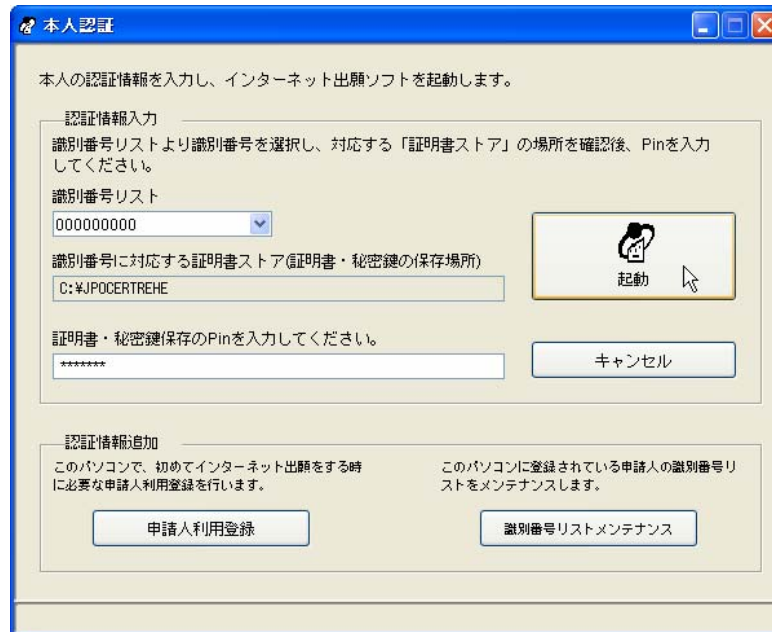 本人認証
本人の認証情報を入力し、インターネット出願ソフトを起動します。
認証情報入力
識別番号リストより識別番号を選択し、対応する「証明書ストア」の場所を確認後、Pinを入力
してください。
識別番号リスト
000000000
識別番号に対応する証明書ストア(証明書・秘密鍵の保存場所)
C:¥JPOCERTREHE
起動
証明書・秘密鍵保存のPinを入力してください。
*******
キャンセル
認証情報追加
このパソコンで、初めてインターネット出願をする時
に必要な申請人利用登録を行います。
申請人利用登録
このパソコンに登録されている申請人の識別番号リ
ストをメンテナンスします。
識別番号リストメンテナンス